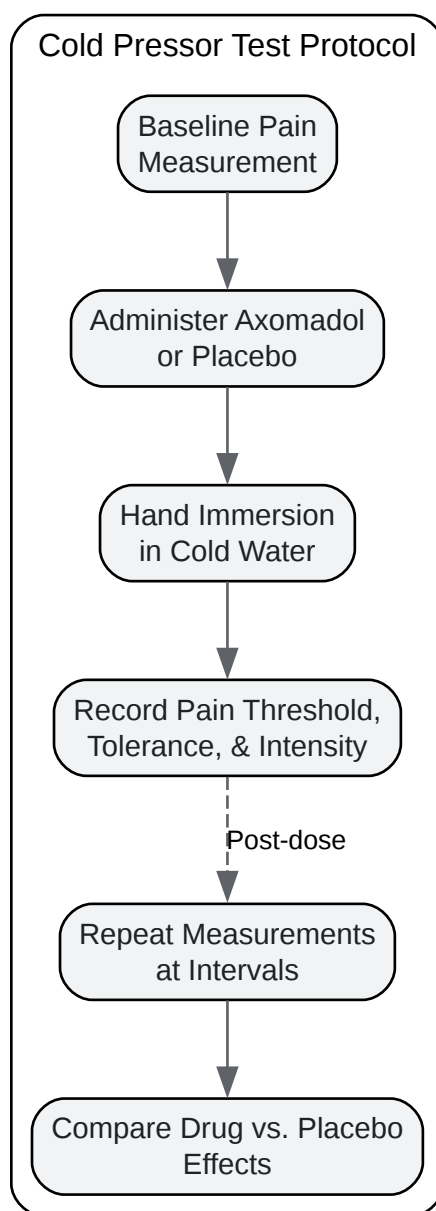 Cold Pressor Test Protocol
Baseline Pain
Measurement
Administer Axomadol
or Placebo
Hand Immersion
in Cold Water
Record Pain Threshold,
Tolerance, & Intensity
Post-dose
Repeat Measurements
at Intervals
Compare Drug vs. Placebo
Effects